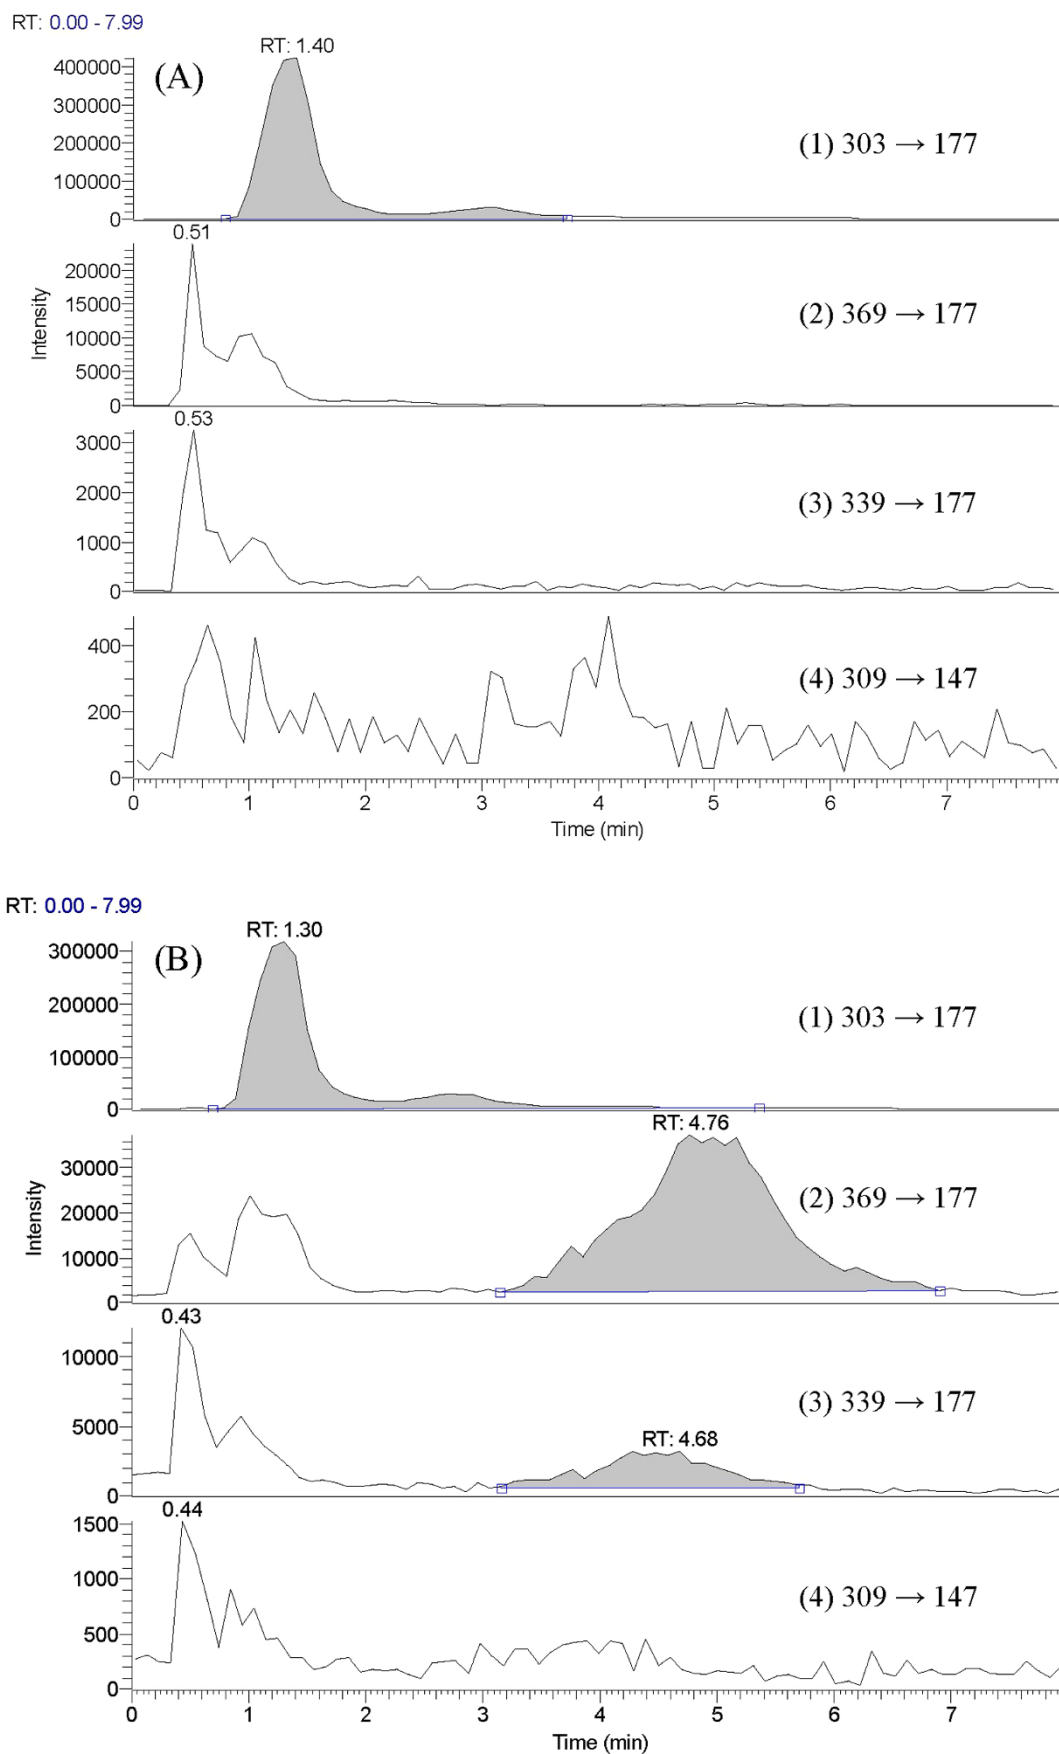 RT: 0.00 - 7.99
RT: 1.40
(A)
400000
300000
200000
100000
0
(1) 303 → 177
0.51
20000
15000
10000
5000
0
(2) 369 → 177
Intensity
0.53
3000
2000
1000
0
(3) 339 → 177
400
200
0
(4) 309 → 147
0 1 2 3 4 5 6 7
Time (min)
RT: 0.00 - 7.99
RT: 1.30
(B)
300000
200000
100000
0
(1) 303 → 177
RT: 4.76
30000
20000
10000
0
(2) 369 → 177
Intensity
0.43
10000
5000
0
RT: 4.68
(3) 339 → 177
0.44
1500
1000
500
0
(4) 309 → 147
0 1 2 3 4 5 6 7
Time (min)